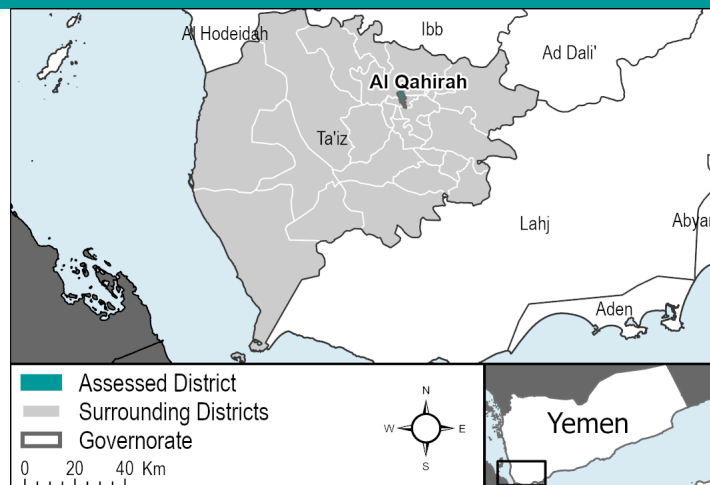 Al Hodeidah
Ibb
Ad Dali'
Al Qahirah
Ta'iz
Lahj
Abyan
Aden
Assessed District
Surrounding Districts
Governorate
0 20 40 Km
N
W E
S
Yemen